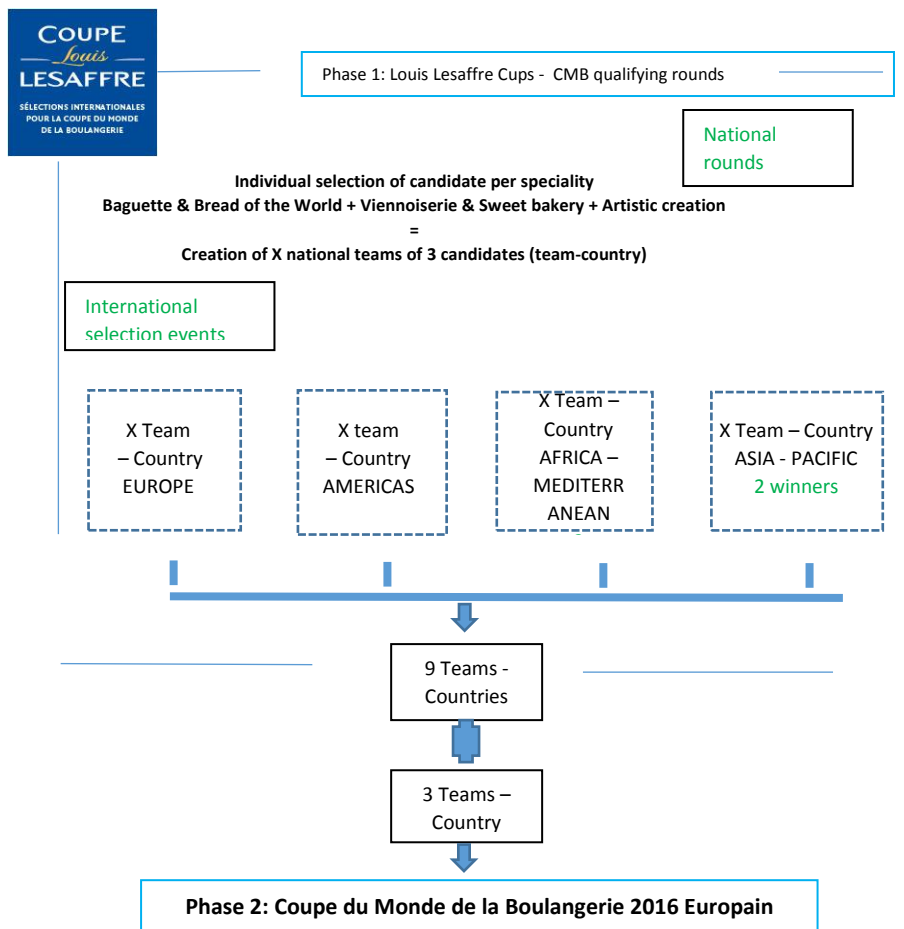 COUPE
Louis
LESAFFRE
SÉLECTIONS INTERNATIONALES
POUR LA COUPE DU MONDE
DE LA BOULANGERIE
Phase 1: Louis Lesaffre Cups - CMB qualifying rounds
National
rounds
Individual selection of candidate per speciality
Baguette & Bread of the World + Viennoiserie & Sweet bakery + Artistic creation
=
Creation of X national teams of 3 candidates (team-country)
International
selection events
X Team
– Country
EUROPE
X team
– Country
AMERICAS
X Team –
Country
AFRICA –
MEDITERR
ANEAN
X Team – Country
ASIA - PACIFIC
2 winners
9 Teams -
Countries
3 Teams –
Country
Phase 2: Coupe du Monde de la Boulangerie 2016 Europain